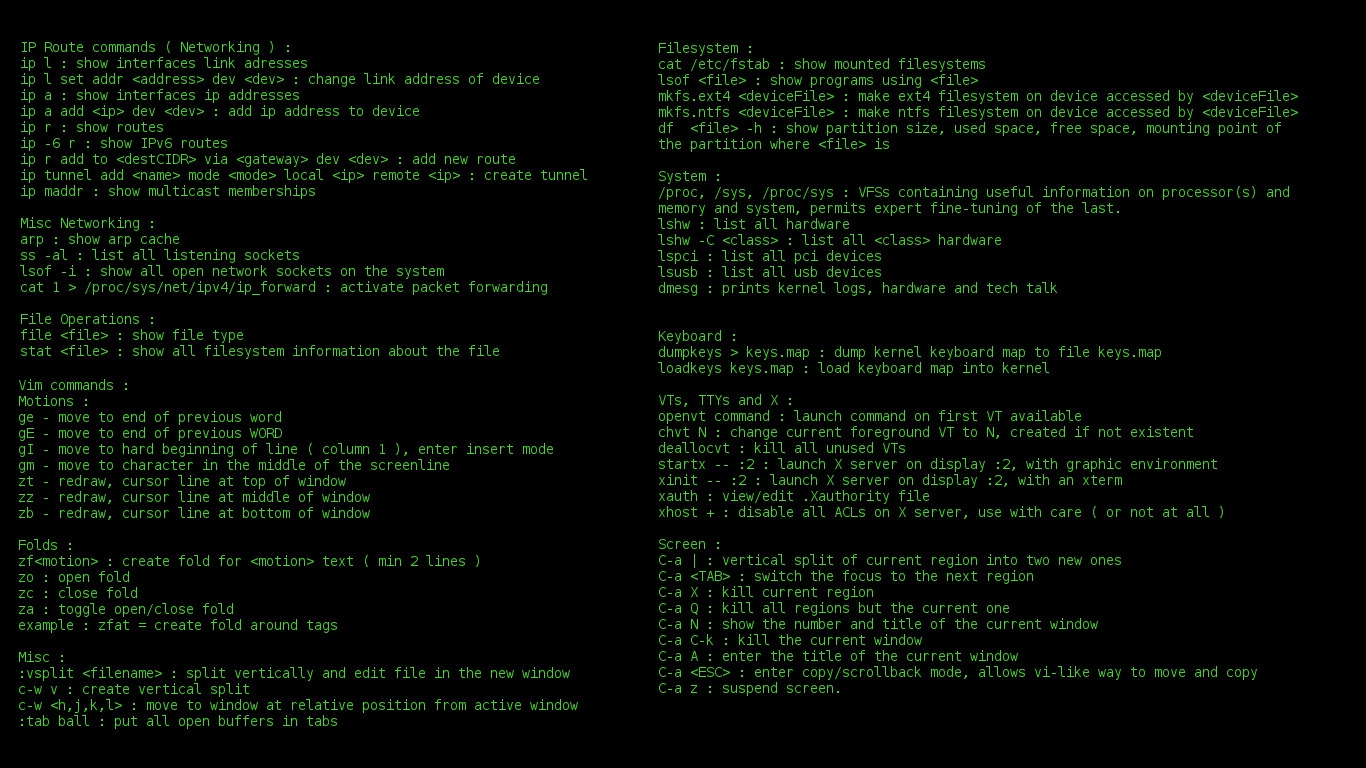 IP Route commands ( Networking ) :
ip l : show interfaces link adresses
ip l set addr <address> dev <dev> : change link address of device
ip a : show interfaces ip addresses
ip a add <ip> dev <dev> : add ip address to device
ip r : show routes
ip -6 r : show IPv6 routes
ip r add to <destCIDR> via <gateway> dev <dev> : add new route
ip tunnel add <name> mode <mode> local <ip> remote <ip> : create tunnel
ip maddr : show multicast memberships

Misc Networking :
arp : show arp cache
ss -al : list all listening sockets
lsof -i : show all open network sockets on the system
cat 1 > /proc/sys/net/ipv4/ip_forward : activate packet forwarding

File Operations :
file <file> : show file type
stat <file> : show all filesystem information about the file

Vim commands :
Motions :
ge - move to end of previous word
gE - move to end of previous WORD
gI - move to hard beginning of line ( column 1 ), enter insert mode
gm - move to character in the middle of the screenline
zt - redraw, cursor line at top of window
zz - redraw, cursor line at middle of window
zb - redraw, cursor line at bottom of window

Folds :
zf<motion> : create fold for <motion> text ( min 2 lines )
zo : open fold
zc : close fold
za : toggle open/close fold
example : zfat = create fold around tags

Misc :
:vsplit <filename> : split vertically and edit file in the new window
c-w v : create vertical split
c-w <h,j,k,l> : move to window at relative position from active window
:tab ball : put all open buffers in tabs

Filesystem :
cat /etc/fstab : show mounted filesystems
lsof <file> : show programs using <file>
mkfs.ext4 <deviceFile> : make ext4 filesystem on device accessed by <deviceFile>
mkfs.ntfs <deviceFile> : make ntfs filesystem on device accessed by <deviceFile>
df  <file> -h : show partition size, used space, free space, mounting point of
the partition where <file> is

System :
/proc, /sys, /proc/sys : VFSs containing useful information on processor(s) and
memory and system, permits expert fine-tuning of the last.
lshw : list all hardware
lshw -C <class> : list all <class> hardware
lspci : list all pci devices
lsusb : list all usb devices
dmesg : prints kernel logs, hardware and tech talk

Keyboard :
dumpkeys > keys.map : dump kernel keyboard map to file keys.map
loadkeys keys.map : load keyboard map into kernel

VTs, TTYs and X :
openvt command : launch command on first VT available
chvt N : change current foreground VT to N, created if not existent
deallocvt : kill all unused VTs
startx -- :2 : launch X server on display :2, with graphic environment
xinit -- :2 : launch X server on display :2, with an xterm
xauth : view/edit .Xauthority file
xhost + : disable all ACLs on X server, use with care ( or not at all )

Screen :
C-a | : vertical split of current region into two new ones
C-a <TAB> : switch the focus to the next region
C-a X : kill current region
C-a Q : kill all regions but the current one
C-a N : show the number and title of the current window
C-a C-k : kill the current window
C-a A : enter the title of the current window
C-a <ESC> : enter copy/scrollback mode, allows vi-like way to move and copy
C-a z : suspend screen.